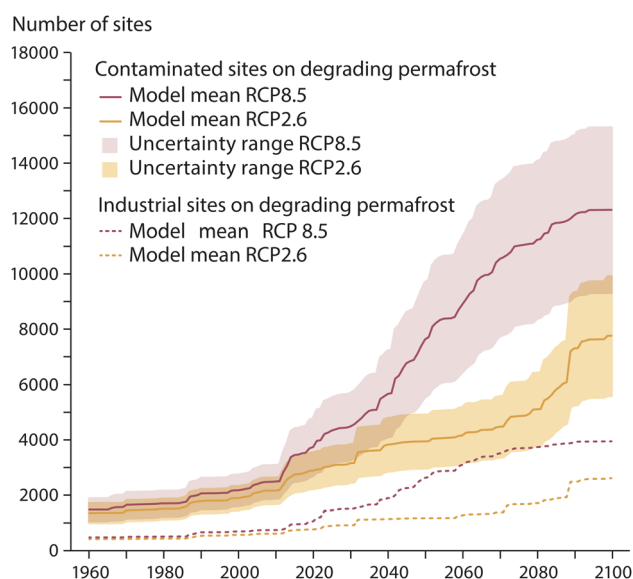 Number of sites
18000
16000
14000
12000
10000
8000
6000
4000
2000
0
Contaminated sites on degrading permafrost
Model mean RCP8.5
Model mean RCP2.6
Uncertainty range RCP8.5
Uncertainty range RCP2.6
Industrial sites on degrading permafrost
Model mean RCP 8.5
Model mean RCP2.6
1960 1980 2000 2020 2040 2060 2080 2100